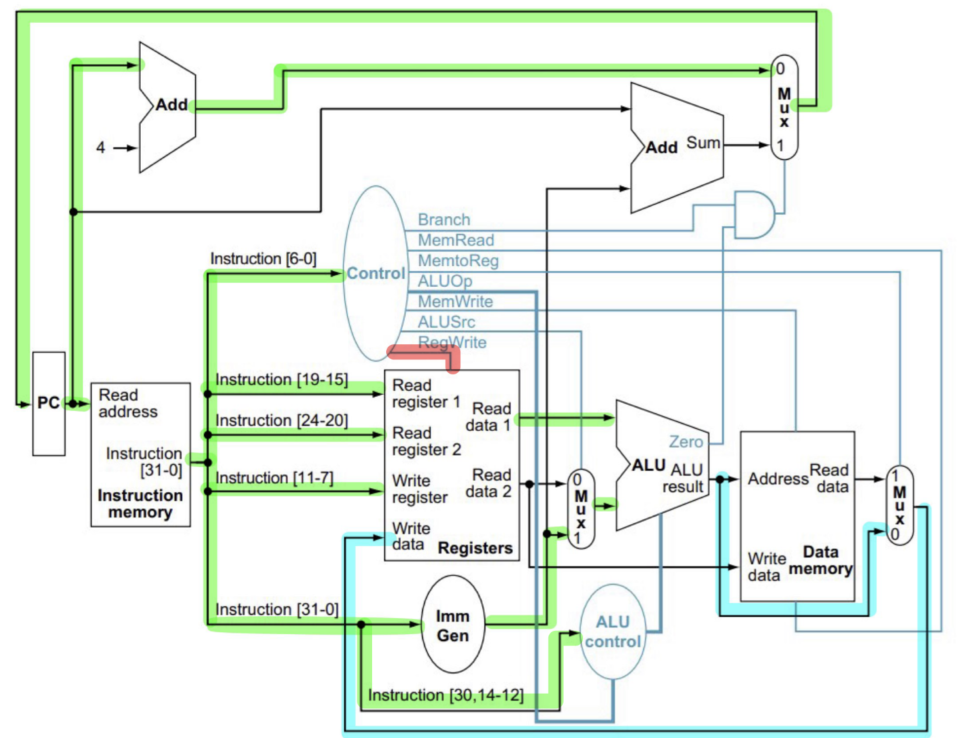 0
Add
M
u
x
4
Add Sum
1
Branch
MemRead
Instruction [6-0]
MemtoReg
Control
ALUOp
MemWrite
ALUSrc
RegWrite
PC
Read
address
Instruction
[31-0]
Instruction
memory
Instruction [19-15]
Instruction [24-20]
Instruction [11-7]
Read
register 1
Read
data 1
Read
register 2
Write
register
Read
data 2
Write
data
Registers
0
M
u
x
1
Zero
ALU ALU
result
Address
Read
data
Write
data
Data
memory
1
M
u
x
0
Instruction [31-0]
Imm
Gen
ALU
control
Instruction [30,14-12]